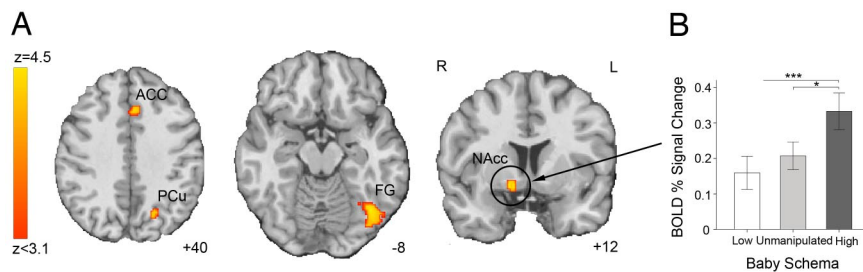 A
z=4.5
z<3.1
ACC
PCu
+40
FG
-8
R
L
NAcc
+12
B
BOLD % Signal Change
0.4
0.3
0.2
0.1
0
***
*
Low Unmanipulated High
Baby Schema